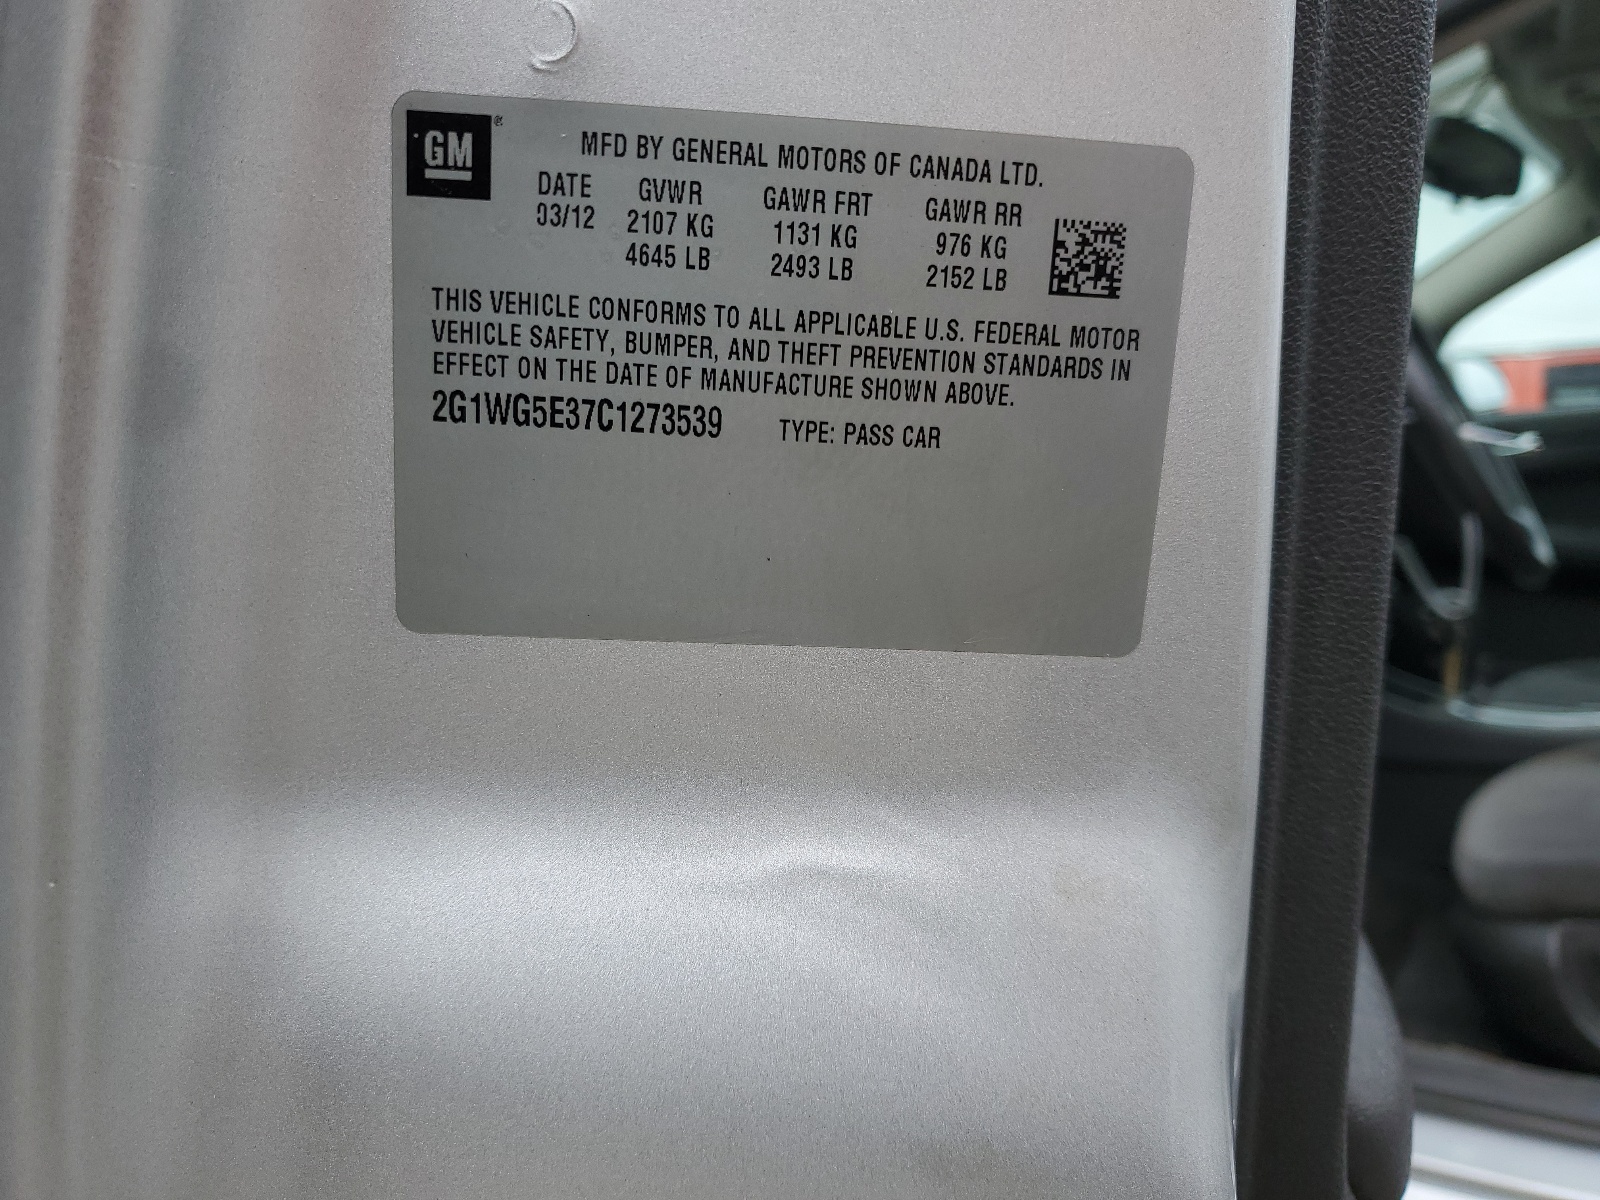 GM®
MFD BY GENERAL MOTORS OF CANADA LTD.
DATE GVWR GAWR FRT GAWR RR
03/12 2107 KG 1131 KG 976 KG
4645 LB 2493 LB 2152 LB
THIS VEHICLE CONFORMS TO ALL APPLICABLE U.S. FEDERAL MOTOR
VEHICLE SAFETY, BUMPER, AND THEFT PREVENTION STANDARDS IN
EFFECT ON THE DATE OF MANUFACTURE SHOWN ABOVE.
2G1WG5E37C1273539 TYPE: PASS CAR